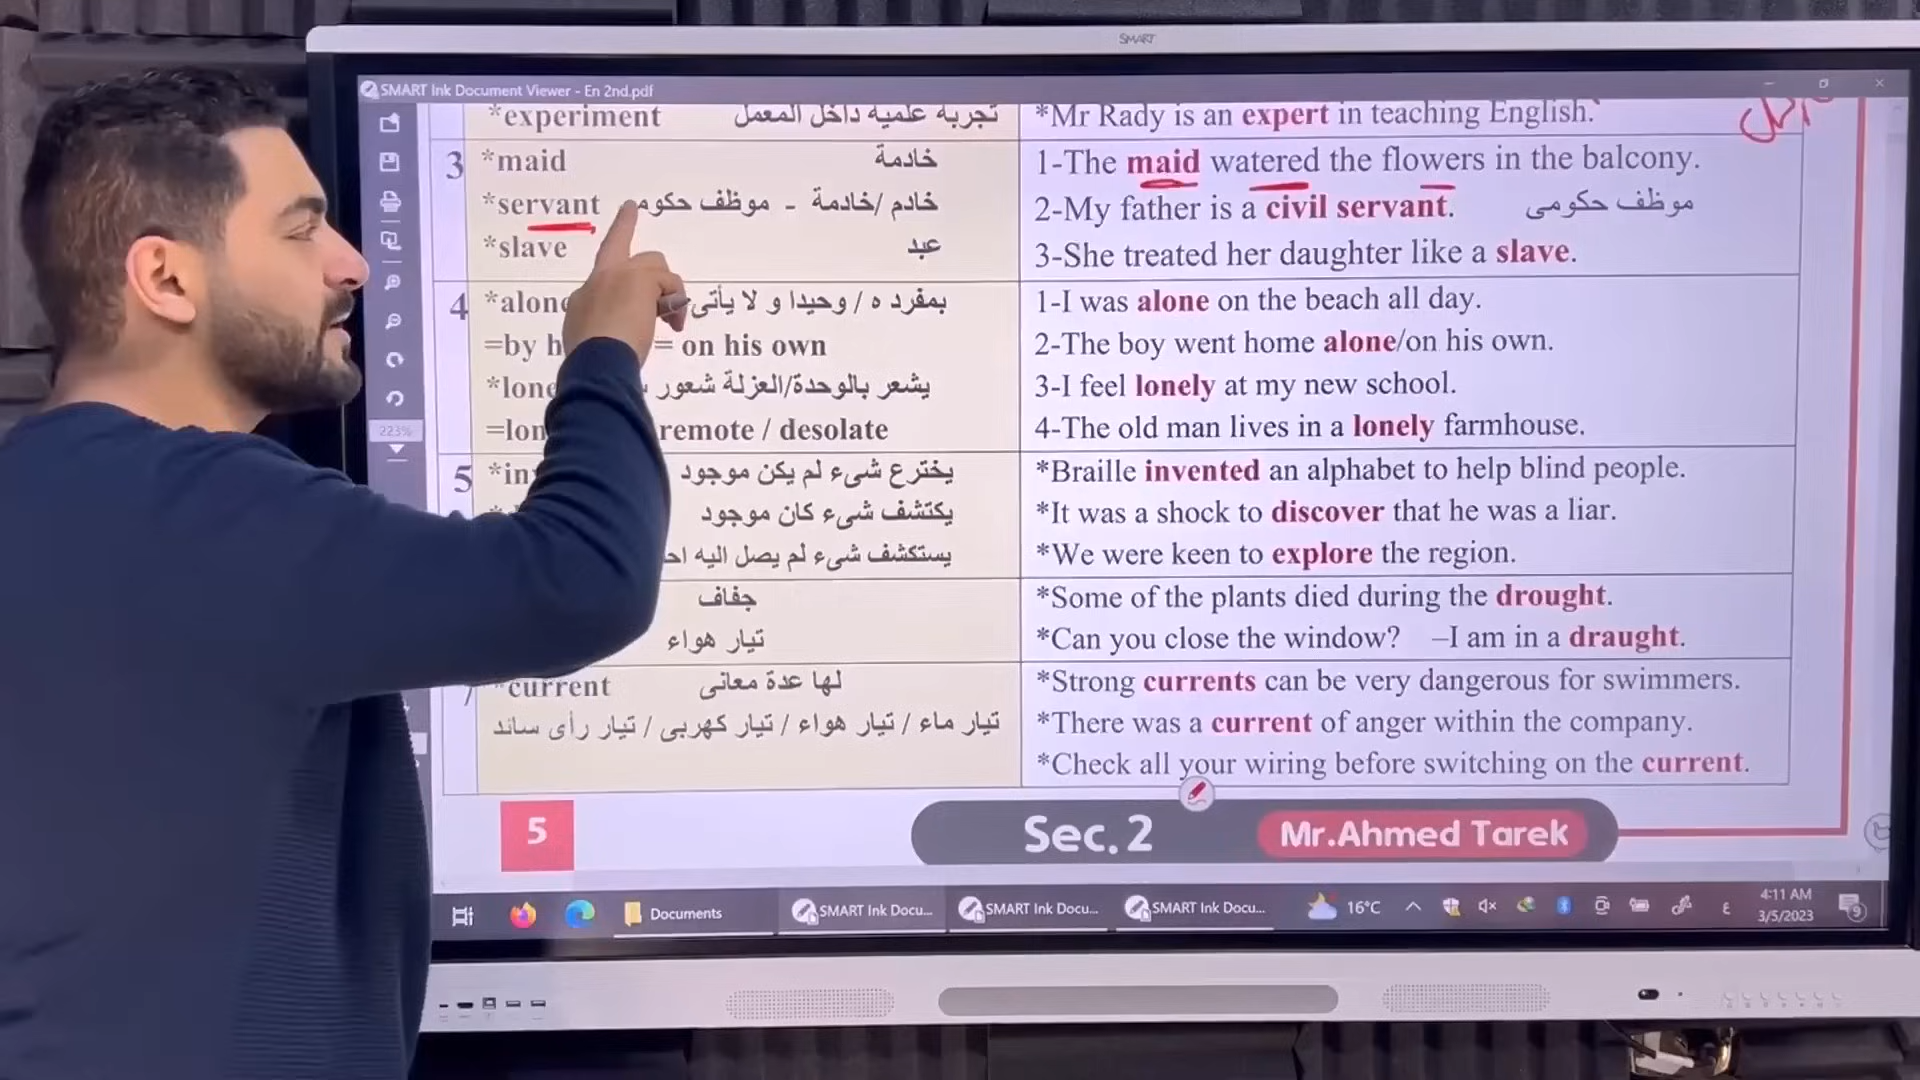 SMART
SMART Ink Document Viewer - En 2nd.pdf
*experiment تجربة علمية داخل المعمل
*Mr Rady is an expert in teaching English.
3 *maid خادمة
1-The maid watered the flowers in the balcony.
*servant خادم /خادمة - موظف حكومى
2-My father is a civil servant. موظف حكومى
*slave عبد
3-She treated her daughter like a slave.
4 *alone بمفرد ه / وحيدا و لا يأتى
1-I was alone on the beach all day.
=by h = on his own
2-The boy went home alone/on his own.
*lone يشعر بالوحدة/العزلة شعور
3-I feel lonely at my new school.
=lon remote / desolate
4-The old man lives in a lonely farmhouse.
5 *in يخترع شىء لم يكن موجود
*Braille invented an alphabet to help blind people.
يكتشف شىء كان موجود
*It was a shock to discover that he was a liar.
يستكشف شىء لم يصل اليه احد
*We were keen to explore the region.
جفاف
*Some of the plants died during the drought.
تيار هواء
*Can you close the window? –I am in a draught.
7 *current لها عدة معانى
*Strong currents can be very dangerous for swimmers.
تيار ماء / تيار هواء / تيار كهربى / تيار رأى سائد
*There was a current of anger within the company.
*Check all your wiring before switching on the current.
223%
5 Sec.2 Mr.Ahmed Tarek
Documents SMART Ink Docu... SMART Ink Docu... SMART Ink Docu... 16°C ع 4:11 AM
3/5/2023 9